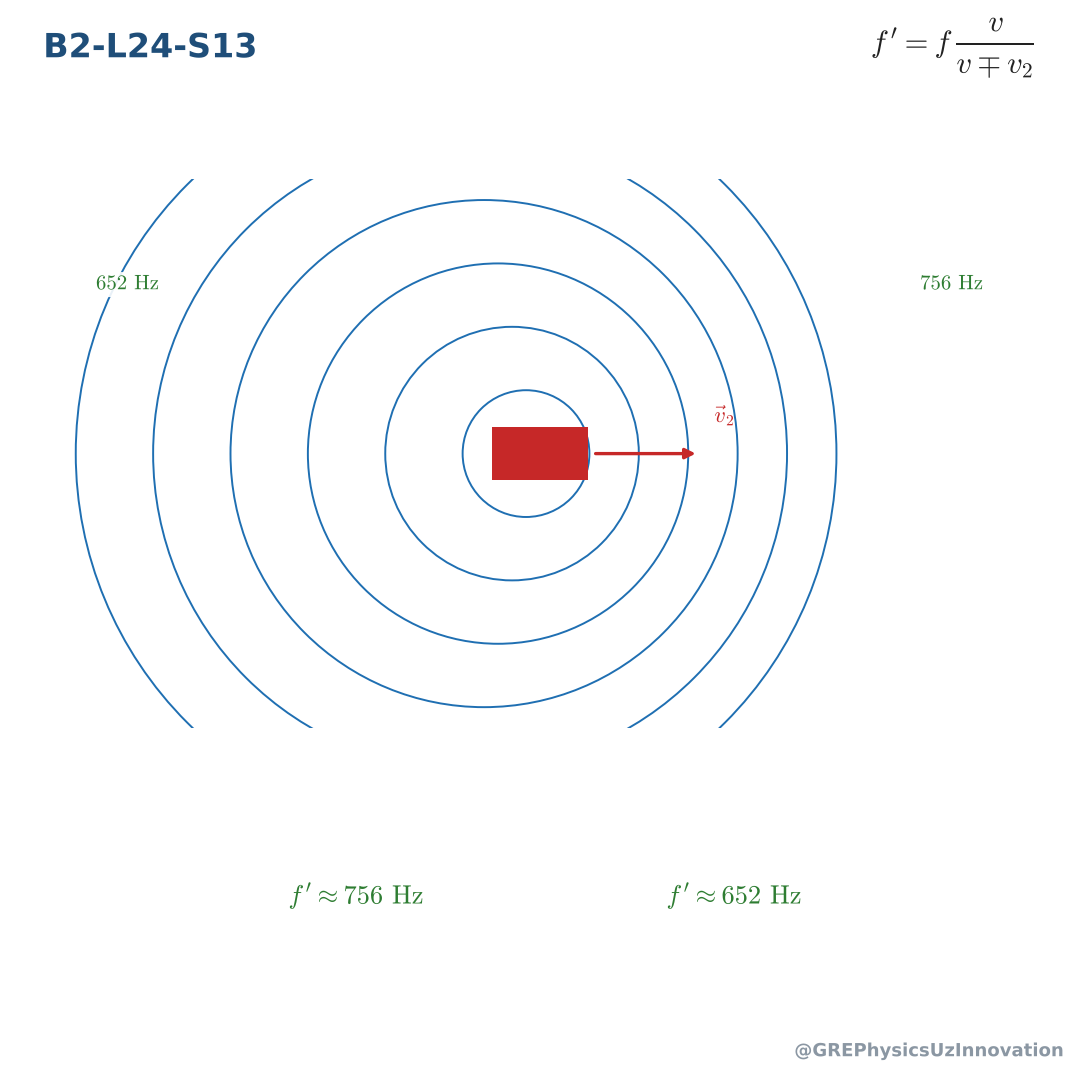 B2-L24-S13
f′ = f v / (v ∓ v₂)
652 Hz
756 Hz
v⃗₂
f′ ≈ 756 Hz
f′ ≈ 652 Hz
@GREPhysicsUzInnovation